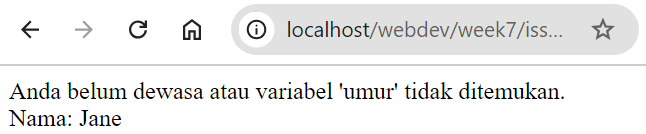 localhost/webdev/week7/iss...
Anda belum dewasa atau variabel 'umur' tidak ditemukan.
Nama: Jane